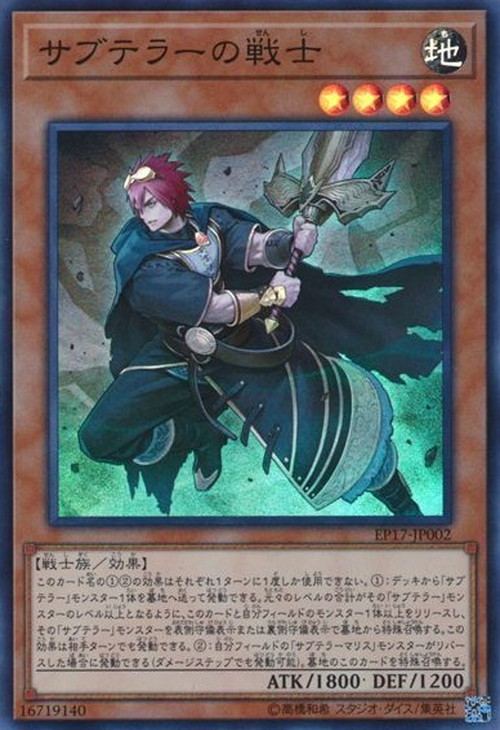 サブテラーの戦士
地
EP17-JP002
【戦士族/効果】
このカード名の①②の効果はそれぞれ1ターンに1度しか使用できない。①:デッキから「サブ
テラー」モンスター1体を墓地へ送って発動できる。元々のレベルの合計がその「サブテラー」モン
スターのレベル以上となるように、このカードと自分フィールドのモンスター1体以上をリリースし、
その「サブテラー」モンスターを表側守備表示または裏側守備表示で墓地から特殊召喚する。この
効果は相手ターンでも発動できる。②:自分フィールドの「サブテラーマリス」モンスターがリバー
スした場合に発動できる(ダメージステップでも発動可能)。墓地のこのカードを特殊召喚する。
ATK/1800 DEF/1200
16719140
©高橋和希 スタジオ・ダイス/集英社